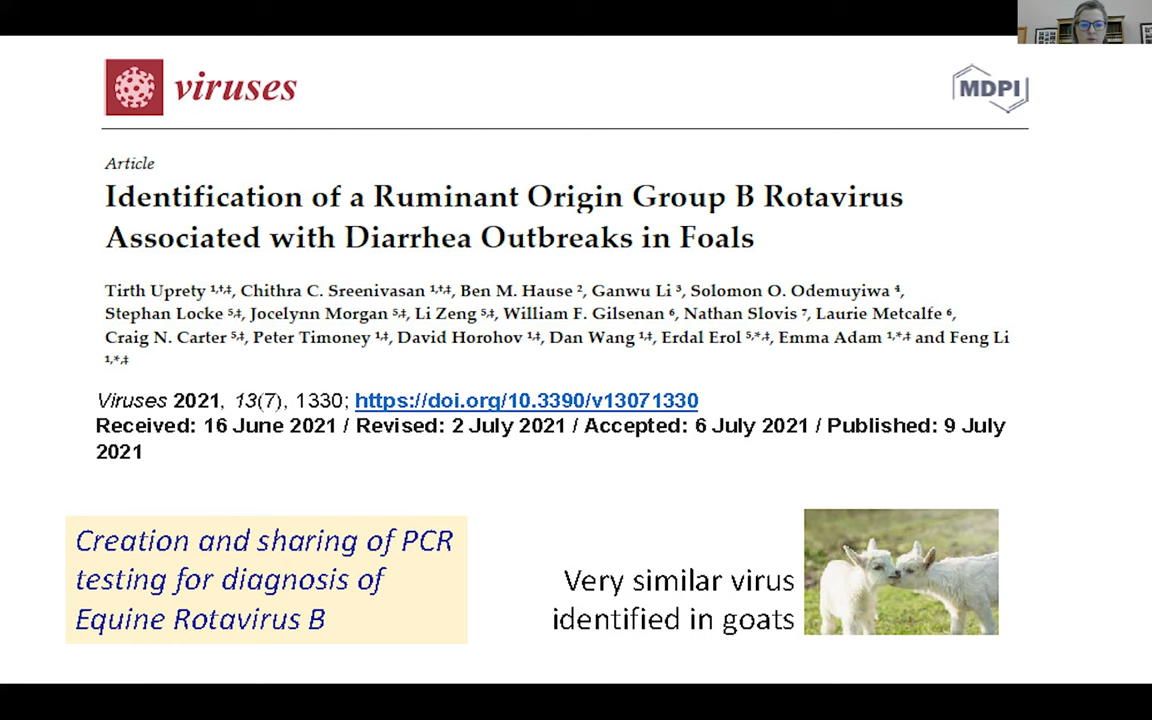 viruses
MDPI
Article
Identification of a Ruminant Origin Group B Rotavirus
Associated with Diarrhea Outbreaks in Foals
Tirth Uprety ¹,†,‡, Chithra C. Sreenivasan ¹,†,‡, Ben M. Hause ², Ganwu Li ³, Solomon O. Odemuyiwa ⁴,
Stephan Locke ⁵,‡, Jocelynn Morgan ⁵,‡, Li Zeng ⁵,‡, William F. Gilsenan ⁶, Nathan Slovis ⁷, Laurie Metcalfe ⁶,
Craig N. Carter ⁵,‡, Peter Timoney ¹,‡, David Horohov ¹,‡, Dan Wang ¹,‡, Erdal Erol ⁵,*,‡, Emma Adam ¹,*,‡ and Feng Li
¹,*,‡
Viruses 2021, 13(7), 1330; https://doi.org/10.3390/v13071330
Received: 16 June 2021 / Revised: 2 July 2021 / Accepted: 6 July 2021 / Published: 9 July
2021
Creation and sharing of PCR
testing for diagnosis of
Equine Rotavirus B
Very similar virus
identified in goats